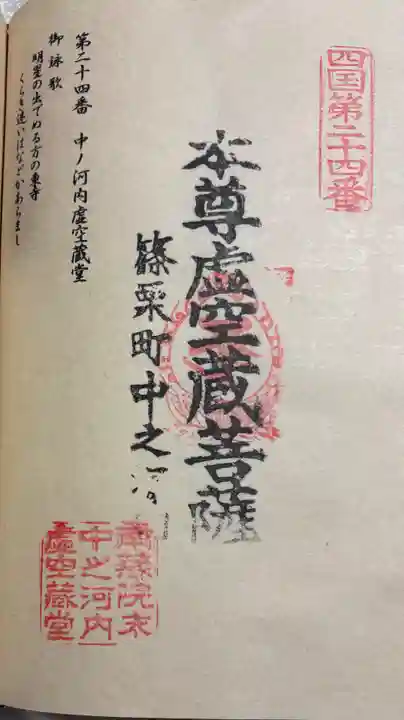 四国第二十四番
本尊虚空蔵菩薩
篠栗町中之河
第二十四番 中ノ河内虚空蔵堂
御詠歌
明星の出でぬる方の東寺
くらき迷いはなどかあらまし
南蔵院末
中之河内
虚空蔵堂